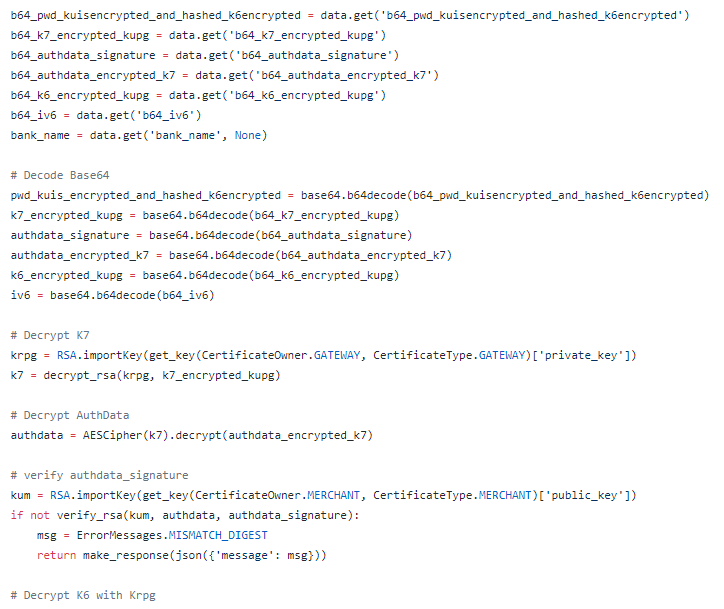 b64_pwd_kuisencrypted_and_hashed_k6encrypted = data.get('b64_pwd_kuisencrypted_and_hashed_k6encrypted')
b64_k7_encrypted_kupg = data.get('b64_k7_encrypted_kupg')
b64_authdata_signature = data.get('b64_authdata_signature')
b64_authdata_encrypted_k7 = data.get('b64_authdata_encrypted_k7')
b64_k6_encrypted_kupg = data.get('b64_k6_encrypted_kupg')
b64_iv6 = data.get('b64_iv6')
bank_name = data.get('bank_name', None)
# Decode Base64
pwd_kuis_encrypted_and_hashed_k6encrypted = base64.b64decode(b64_pwd_kuisencrypted_and_hashed_k6encrypted)
k7_encrypted_kupg = base64.b64decode(b64_k7_encrypted_kupg)
authdata_signature = base64.b64decode(b64_authdata_signature)
authdata_encrypted_k7 = base64.b64decode(b64_authdata_encrypted_k7)
k6_encrypted_kupg = base64.b64decode(b64_k6_encrypted_kupg)
iv6 = base64.b64decode(b64_iv6)
# Decrypt K7
krpg = RSA.importKey(get_key(CertificateOwner.GATEWAY, CertificateType.GATEWAY)['private_key'])
k7 = decrypt_rsa(krpg, k7_encrypted_kupg)
# Decrypt AuthData
authdata = AESCipher(k7).decrypt(authdata_encrypted_k7)
# verify authdata_signature
kum = RSA.importKey(get_key(CertificateOwner.MERCHANT, CertificateType.MERCHANT)['public_key'])
if not verify_rsa(kum, authdata, authdata_signature):
    msg = ErrorMessages.MISMATCH_DIGEST
    return make_response(json({'message': msg}))
# Decrypt K6 with Krpg